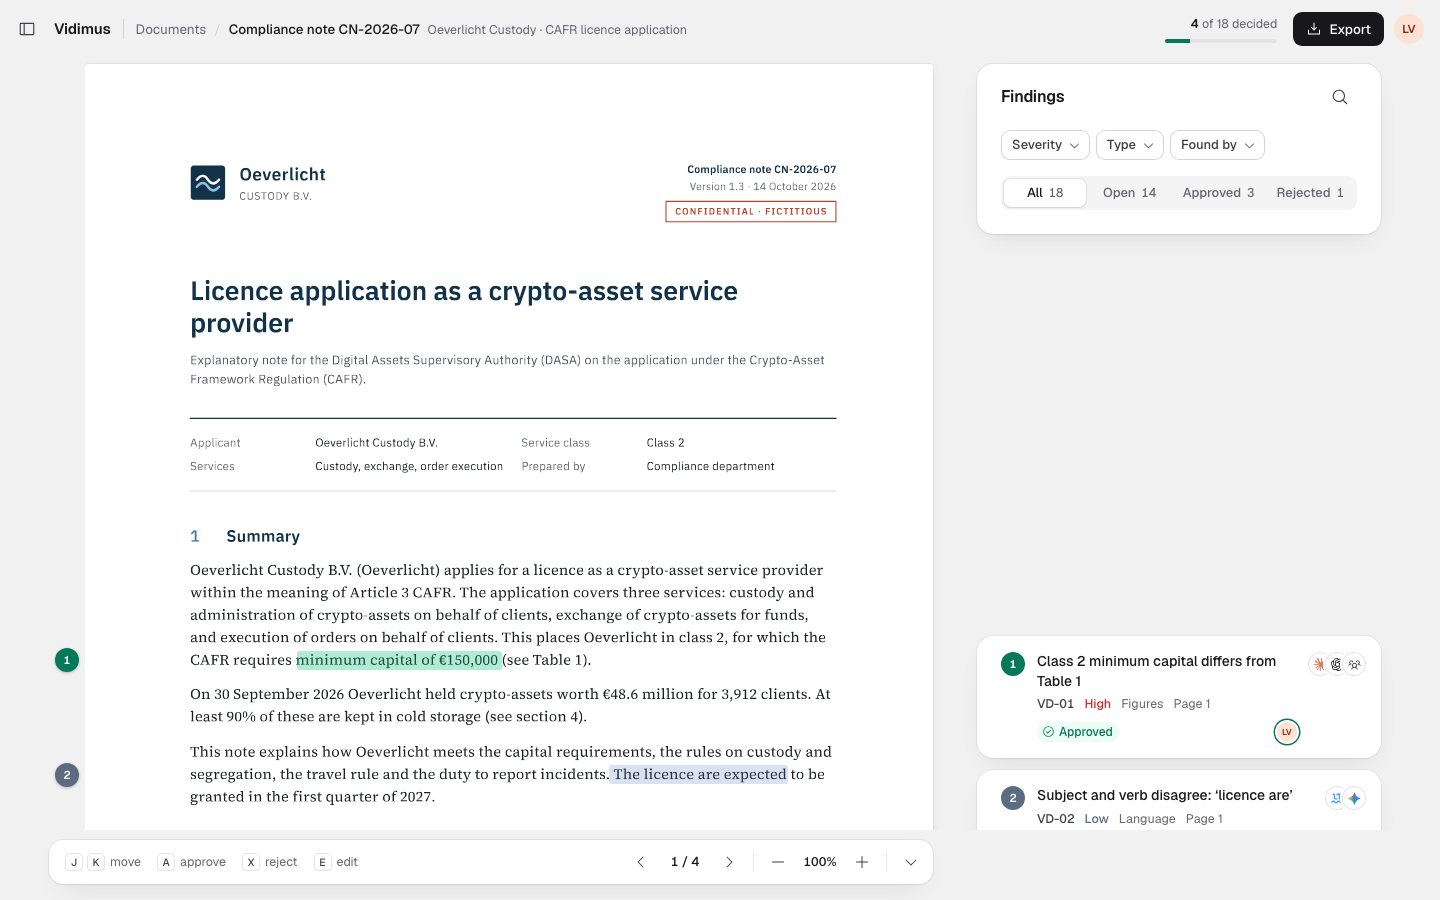 Vidimus
Documents / Compliance note CN-2026-07 Oeverlicht Custody · CAFR licence application
4 of 18 decided
Export
LV
Oeverlicht
CUSTODY B.V.
Compliance note CN-2026-07
Version 1.3 · 14 October 2026
CONFIDENTIAL · FICTITIOUS
Licence application as a crypto-asset service
provider
Explanatory note for the Digital Assets Supervisory Authority (DASA) on the application under the Crypto-Asset
Framework Regulation (CAFR).
Applicant Oeverlicht Custody B.V. Service class Class 2
Services Custody, exchange, order execution Prepared by Compliance department
1 Summary
Oeverlicht Custody B.V. (Oeverlicht) applies for a licence as a crypto-asset service provider
within the meaning of Article 3 CAFR. The application covers three services: custody and
administration of crypto-assets on behalf of clients, exchange of crypto-assets for funds,
and execution of orders on behalf of clients. This places Oeverlicht in class 2, for which the
1
CAFR requires minimum capital of €150,000 (see Table 1).
On 30 September 2026 Oeverlicht held crypto-assets worth €48.6 million for 3,912 clients. At
least 90% of these are kept in cold storage (see section 4).
This note explains how Oeverlicht meets the capital requirements, the rules on custody and
2
segregation, the travel rule and the duty to report incidents. The licence are expected to be
granted in the first quarter of 2027.
J K move A approve X reject E edit
1 / 4
100%
Findings
Severity Type Found by
All 18 Open 14 Approved 3 Rejected 1
1
Class 2 minimum capital differs from
Table 1
VD-01 High Figures Page 1
Approved
LV
2
Subject and verb disagree: ‘licence are’
VD-02 Low Language Page 1